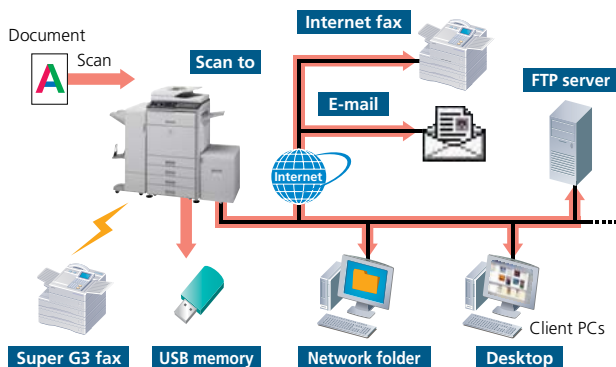 Document
Scan
A
Scan to
Internet fax
E-mail
FTP server
Internet
Client PCs
Super G3 fax
USB memory
Network folder
Desktop